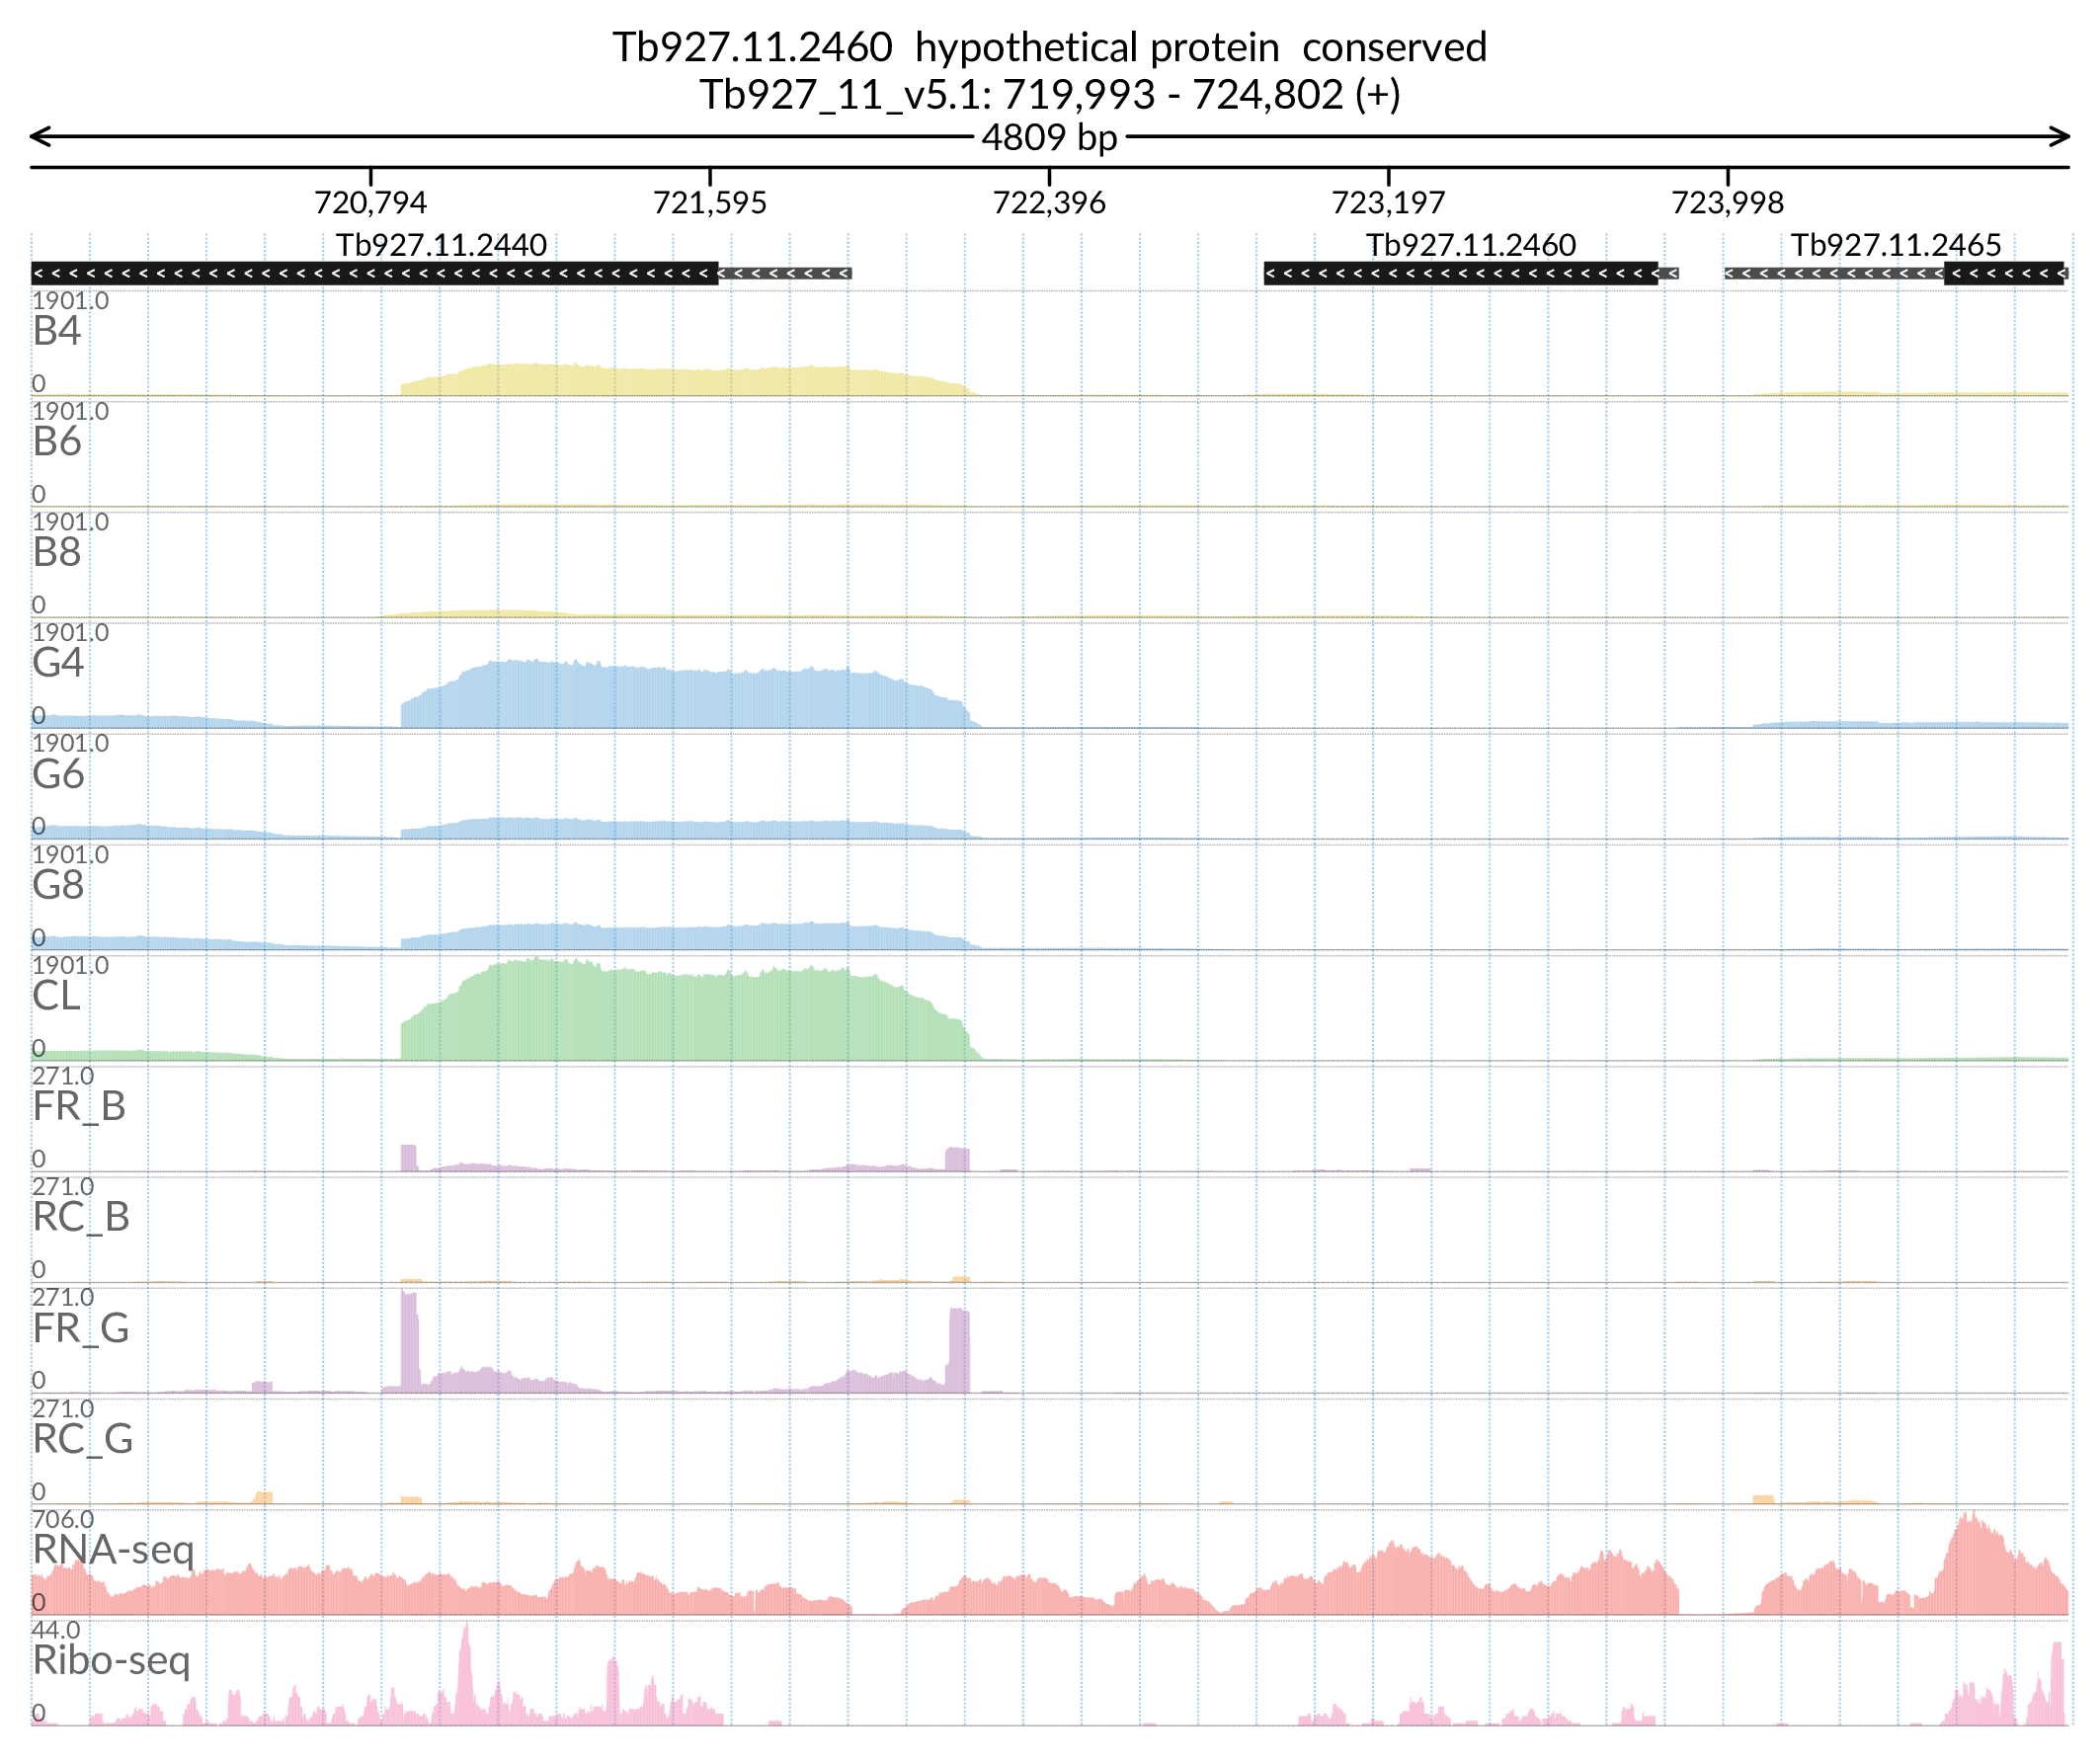 Tb927.11.2460 hypothetical protein conserved
Tb927_11_v5.1: 719,993 - 724,802 (+)
4809 bp
720,794 721,595 722,396 723,197 723,998
Tb927.11.2440 Tb927.11.2460 Tb927.11.2465
1901.0
B4
0
1901.0
B6
0
1901.0
B8
0
1901.0
G4
0
1901.0
G6
0
1901.0
G8
0
1901.0
CL
0
271.0
FR_B
0
271.0
RC_B
0
271.0
FR_G
0
271.0
RC_G
0
706.0
RNA-seq
0
44.0
Ribo-seq
0